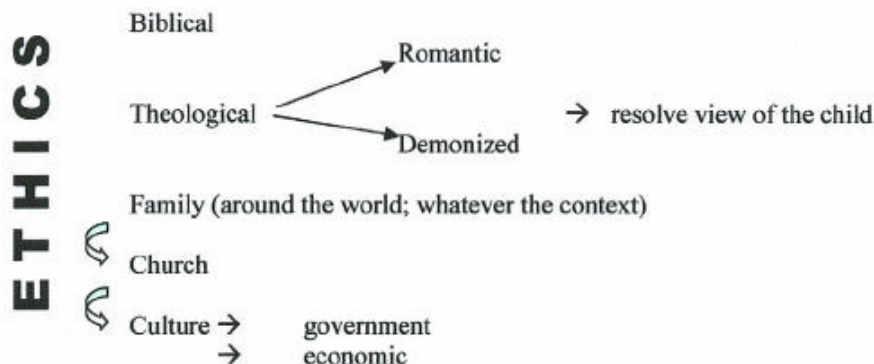 ETHICS
Biblical
Romantic
Theological → resolve view of the child
Demonized
Family (around the world; whatever the context)
Church
Culture → government
→ economic